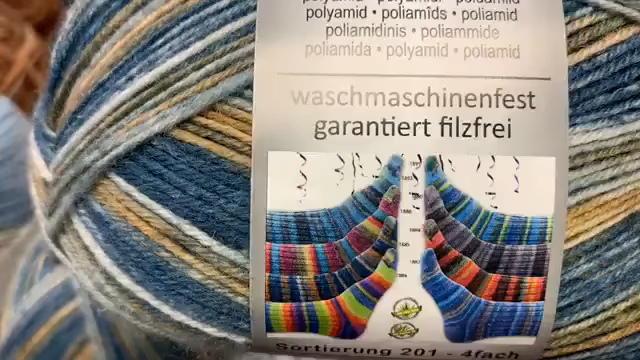 polyamid • poliamīds • poliamid
poliamidinis • poliammide
poliamida • polyamid • poliamid
waschmaschinenfest
garantiert filzfrei
Sortierung 201 - 4fach